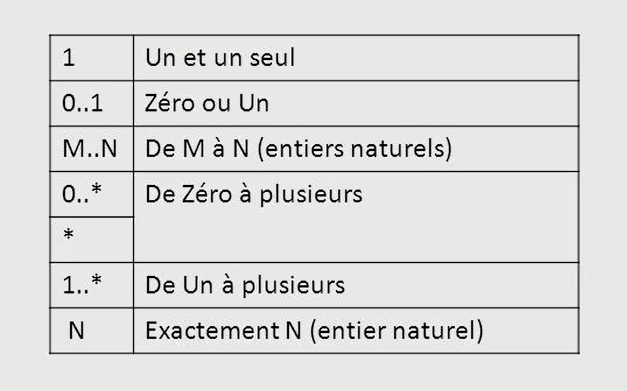 1 Un et un seul
0..1 Zéro ou Un
M..N De M à N (entiers naturels)
0..* De Zéro à plusieurs
*
1..* De Un à plusieurs
N Exactement N (entier naturel)